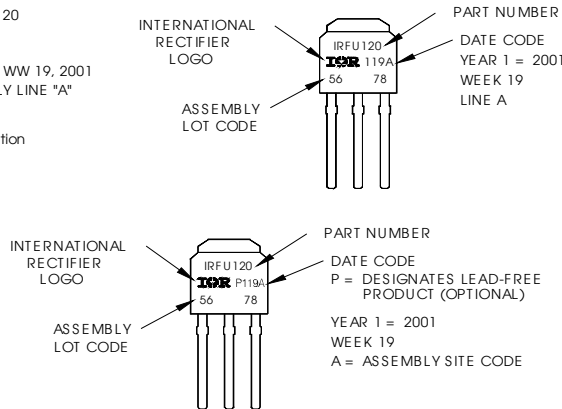 20
WW 19, 2001
Y LINE "A"
tion
INTERNATIONAL
RECTIFIER
LOGO
ASSEMBLY
LOT CODE
IRFU120
IOR 119A
56 78
PART NUMBER
DATE CODE
YEAR 1 = 2001
WEEK 19
LINE A
INTERNATIONAL
RECTIFIER
LOGO
ASSEMBLY
LOT CODE
IRFU120
IOR P119A
56 78
PART NUMBER
DATE CODE
P = DESIGNATES LEAD-FREE
PRODUCT (OPTIONAL)
YEAR 1 = 2001
WEEK 19
A = ASSEMBLY SITE CODE